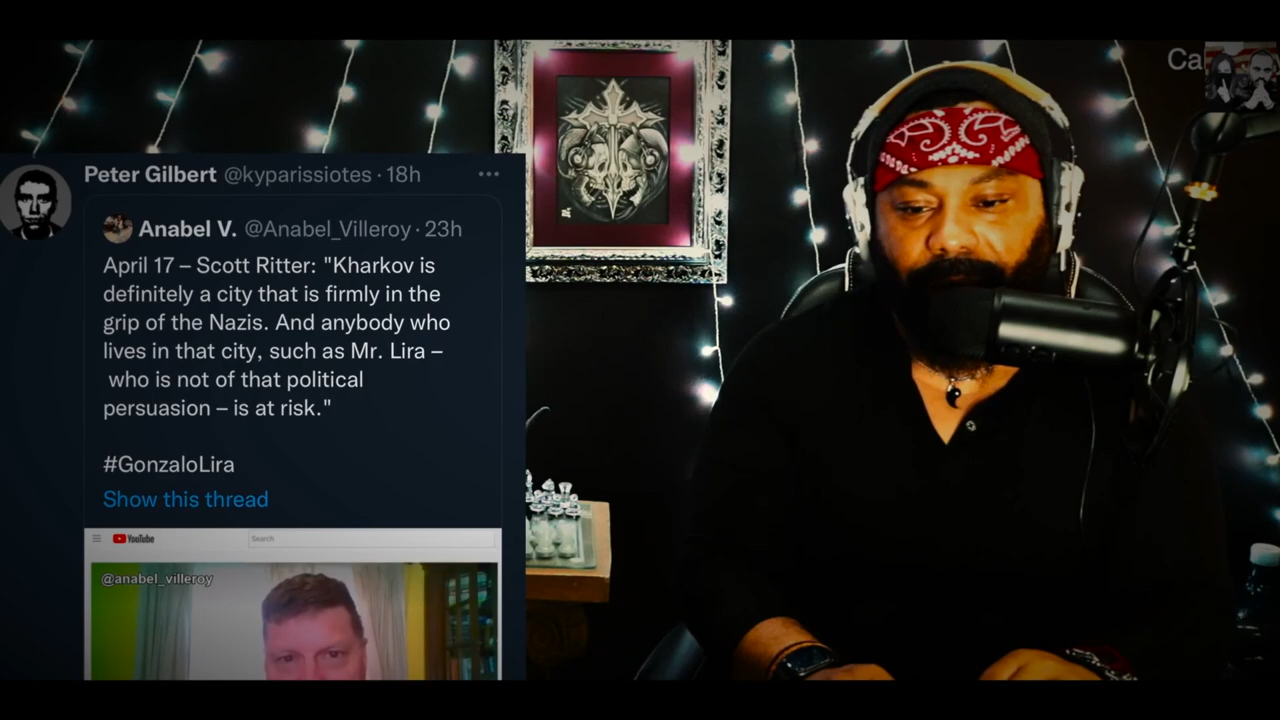 Peter Gilbert @kyparissiotes · 18h
Anabel V. @Anabel_Villeroy · 23h
April 17 – Scott Ritter: "Kharkov is
definitely a city that is firmly in the
grip of the Nazis. And anybody who
lives in that city, such as Mr. Lira –
who is not of that political
persuasion – is at risk."
#GonzaloLira
Show this thread
YouTube
Search
@anabel_villeroy
Ca